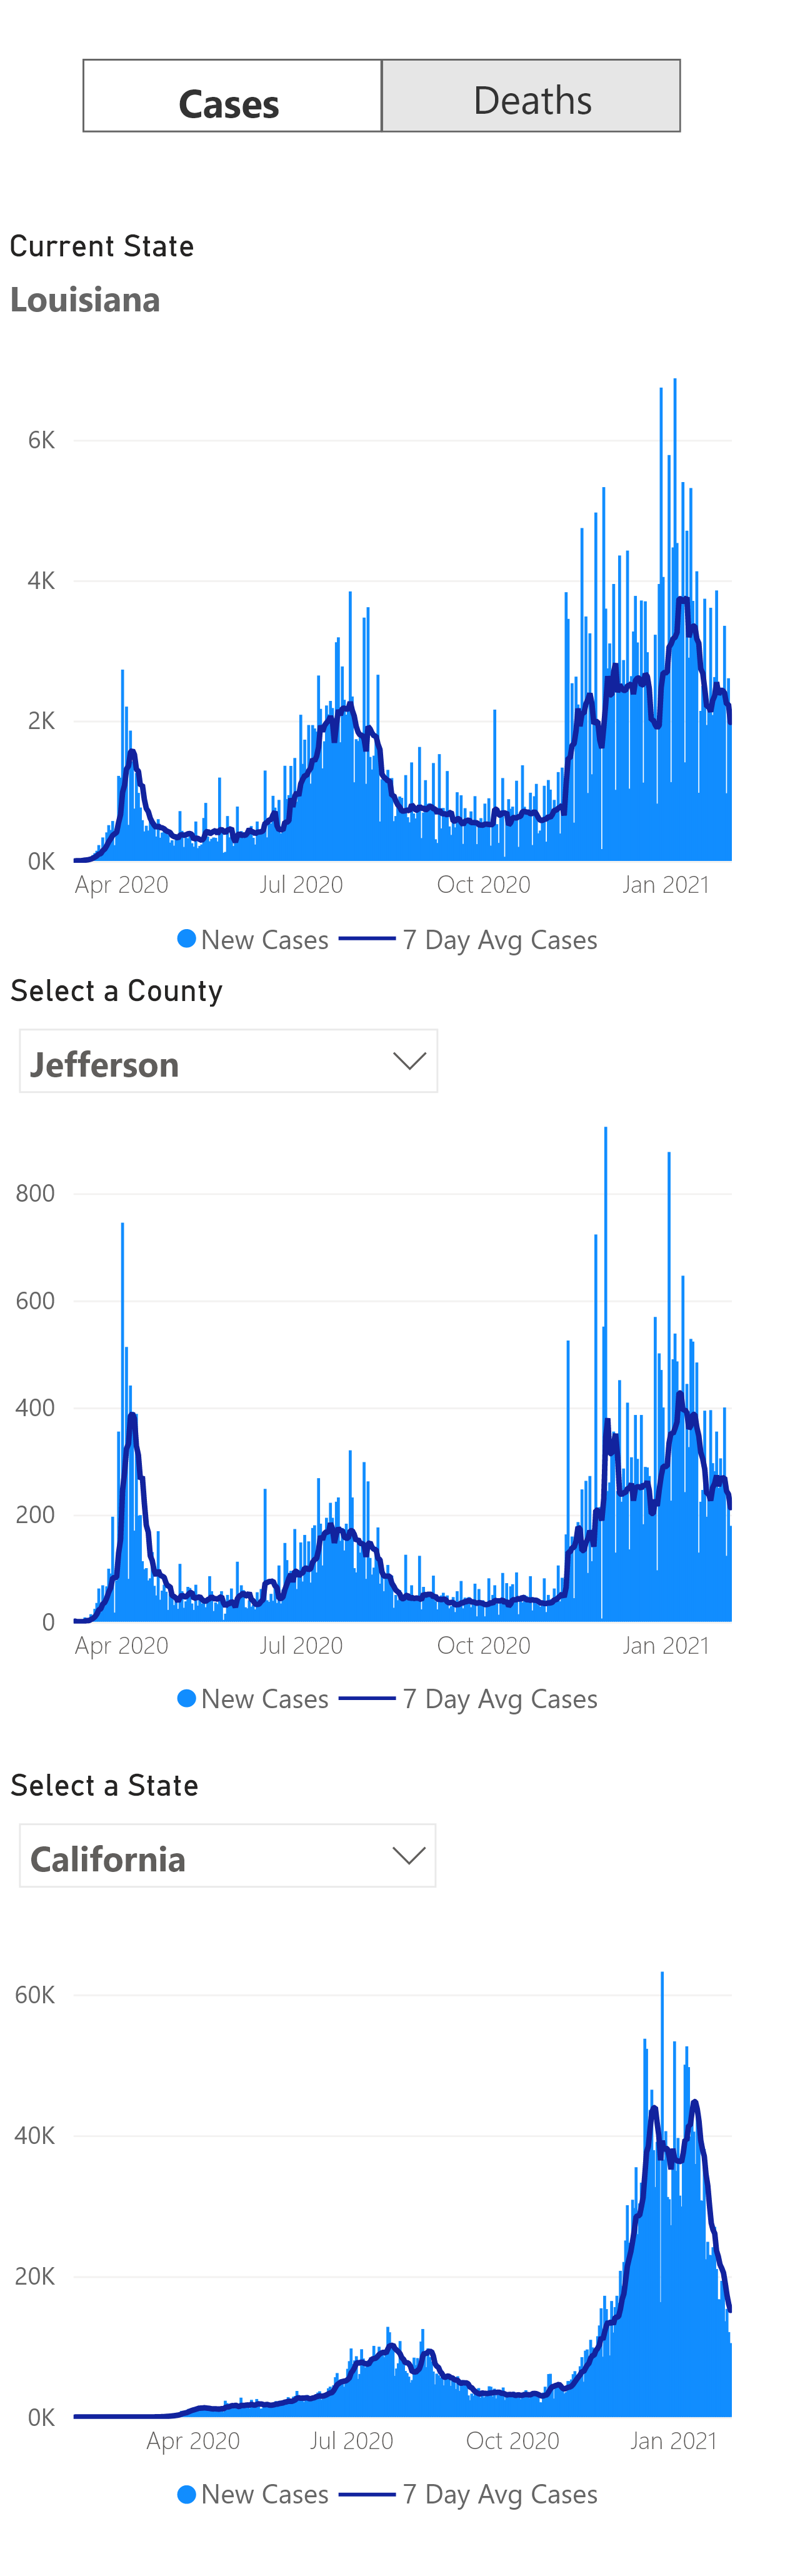 Cases Deaths
Current State
Louisiana
6K
4K
2K
0K
Apr 2020 Jul 2020 Oct 2020 Jan 2021
New Cases 7 Day Avg Cases
Select a County
Jefferson
800
600
400
200
0
Apr 2020 Jul 2020 Oct 2020 Jan 2021
New Cases 7 Day Avg Cases
Select a State
California
60K
40K
20K
0K
Apr 2020 Jul 2020 Oct 2020 Jan 2021
New Cases 7 Day Avg Cases